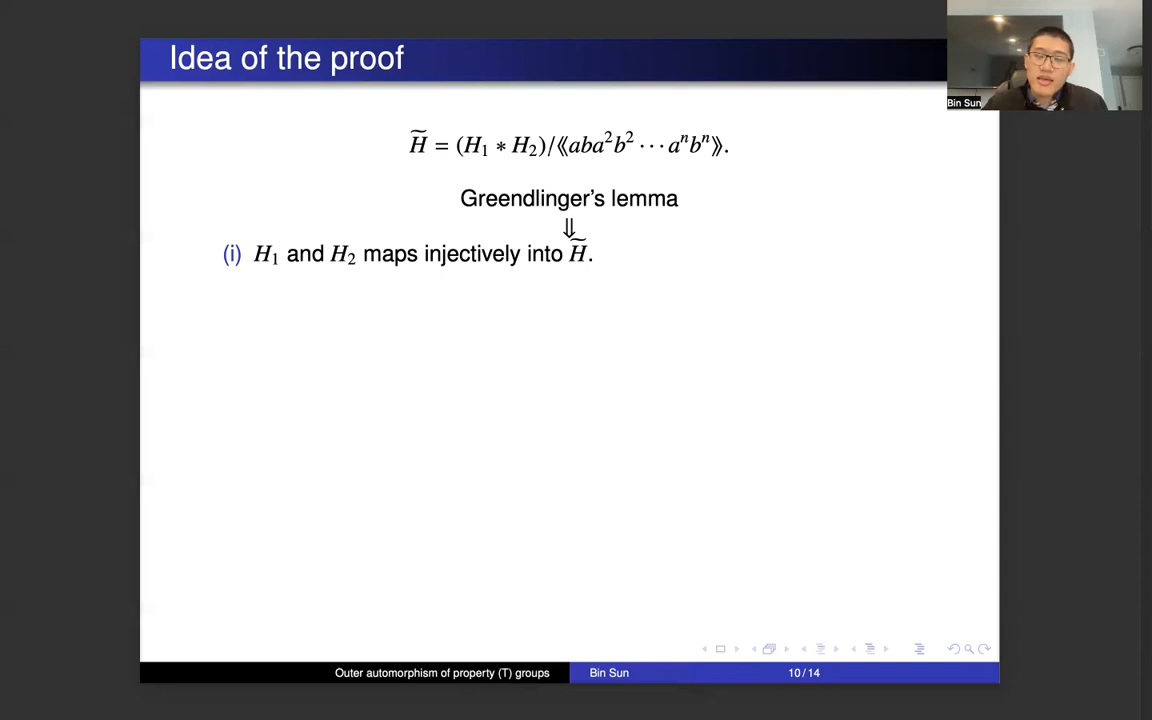 Idea of the proof
Bin Sun
H̃ = (H₁ ∗ H₂)/⟪aba²b² ⋯ aⁿbⁿ⟫.
Greendlinger's lemma
⇓
(i) H₁ and H₂ maps injectively into H̃.
Outer automorphism of property (T) groups Bin Sun 10/14